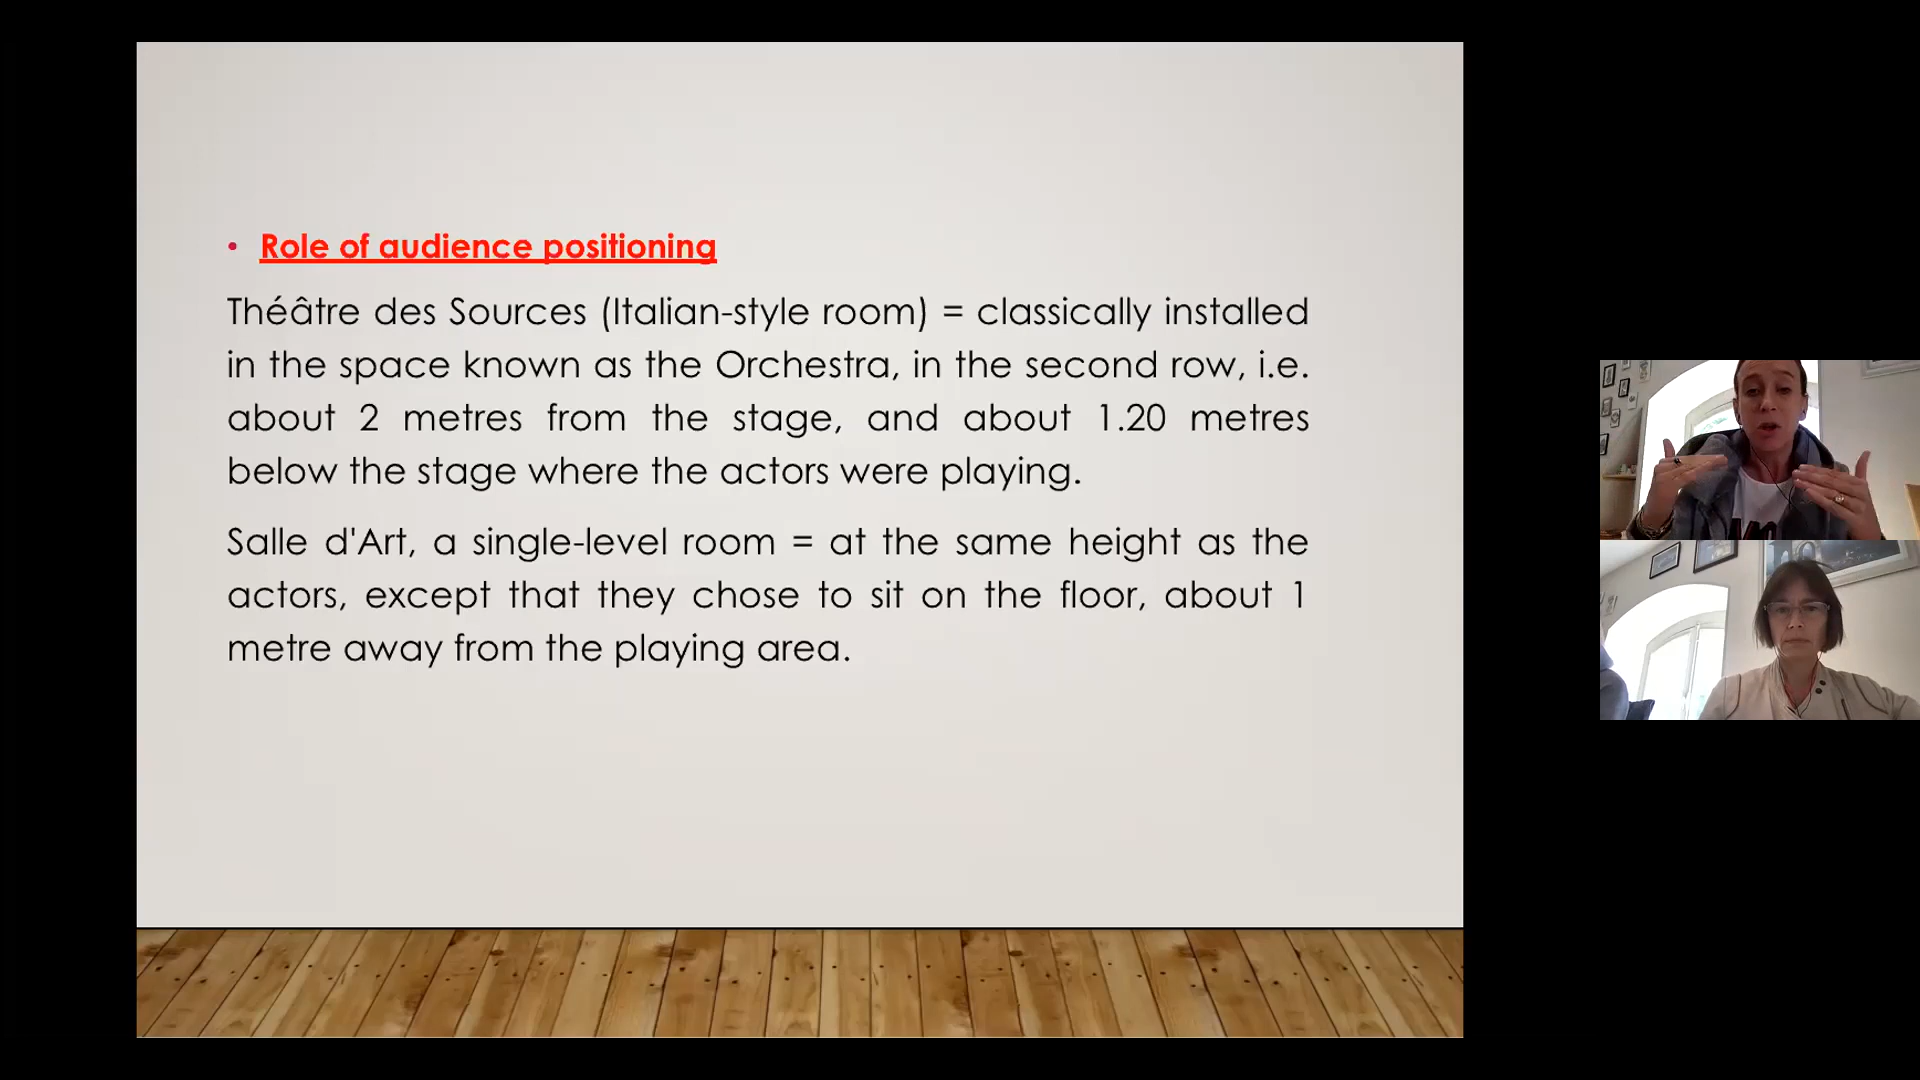 • Role of audience positioning
Théâtre des Sources (Italian-style room) = classically installed
in the space known as the Orchestra, in the second row, i.e.
about 2 metres from the stage, and about 1.20 metres
below the stage where the actors were playing.
Salle d'Art, a single-level room = at the same height as the
actors, except that they chose to sit on the floor, about 1
metre away from the playing area.